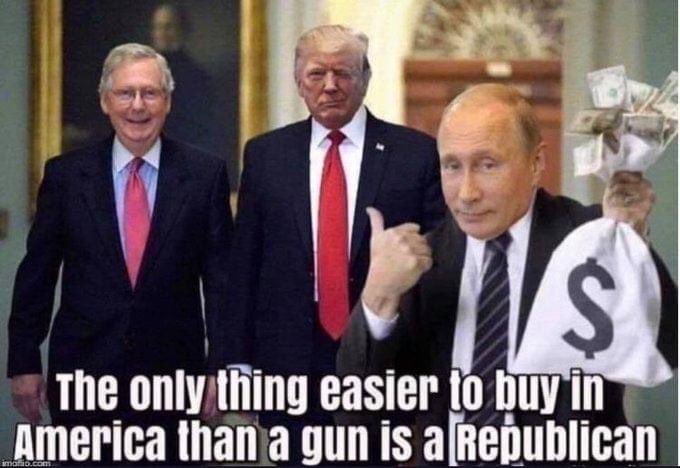 $
The only thing easier to buy in
America than a gun is a Republican
imgflip.com